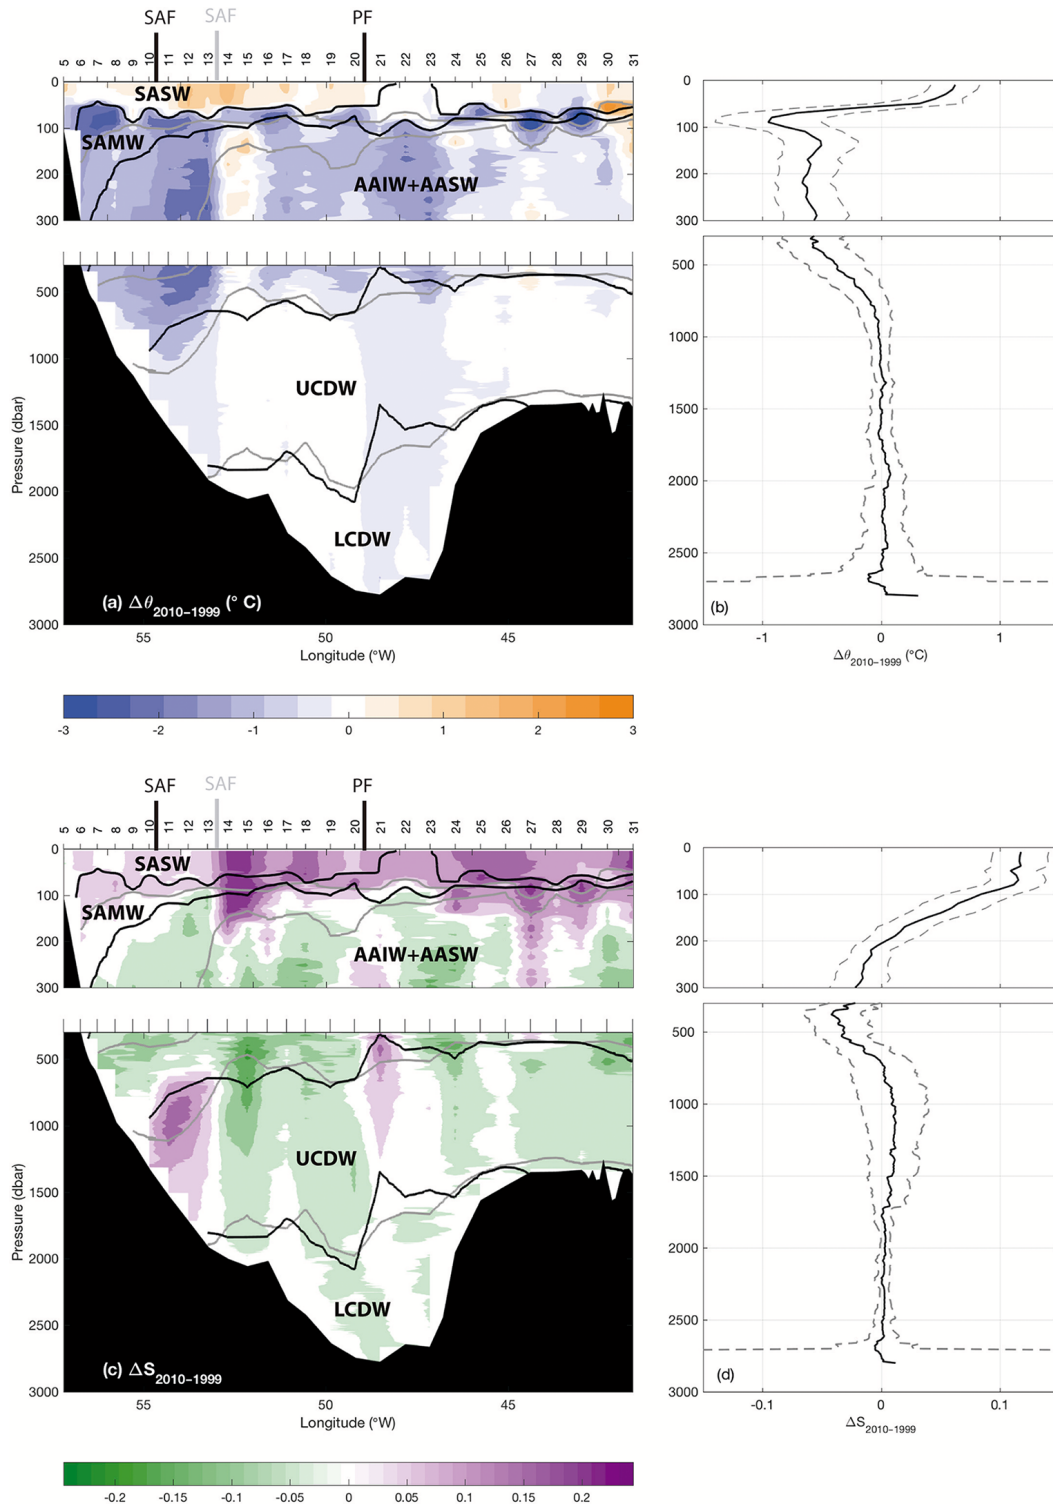 SAF SAF PF
5 6 7 8 9 10 11 12 13 14 15 16 17 18 19 20 21 22 23 24 25 26 27 28 29 30 31
0
SASW
100
SAMW
200
AAIW+AASW
300
500
1000
UCDW
1500
2000
LCDW
2500
3000
Pressure (dbar)
(a) Δθ2010−1999 (° C)
55 50 45
Longitude (°W)
0
100
200
300
500
1000
1500
2000
2500
3000
(b)
-1 0 1
Δθ2010−1999 (°C)
-3 -2 -1 0 1 2 3
SAF SAF PF
5 6 7 8 9 10 11 12 13 14 15 16 17 18 19 20 21 22 23 24 25 26 27 28 29 30 31
0
SASW
100
SAMW
200
AAIW+AASW
300
500
1000
UCDW
1500
2000
LCDW
2500
3000
Pressure (dbar)
(c) ΔS2010−1999
55 50 45
Longitude (°W)
0
100
200
300
500
1000
1500
2000
2500
3000
(d)
-0.1 0 0.1
ΔS2010−1999
-0.2 -0.15 -0.1 -0.05 0 0.05 0.1 0.15 0.2